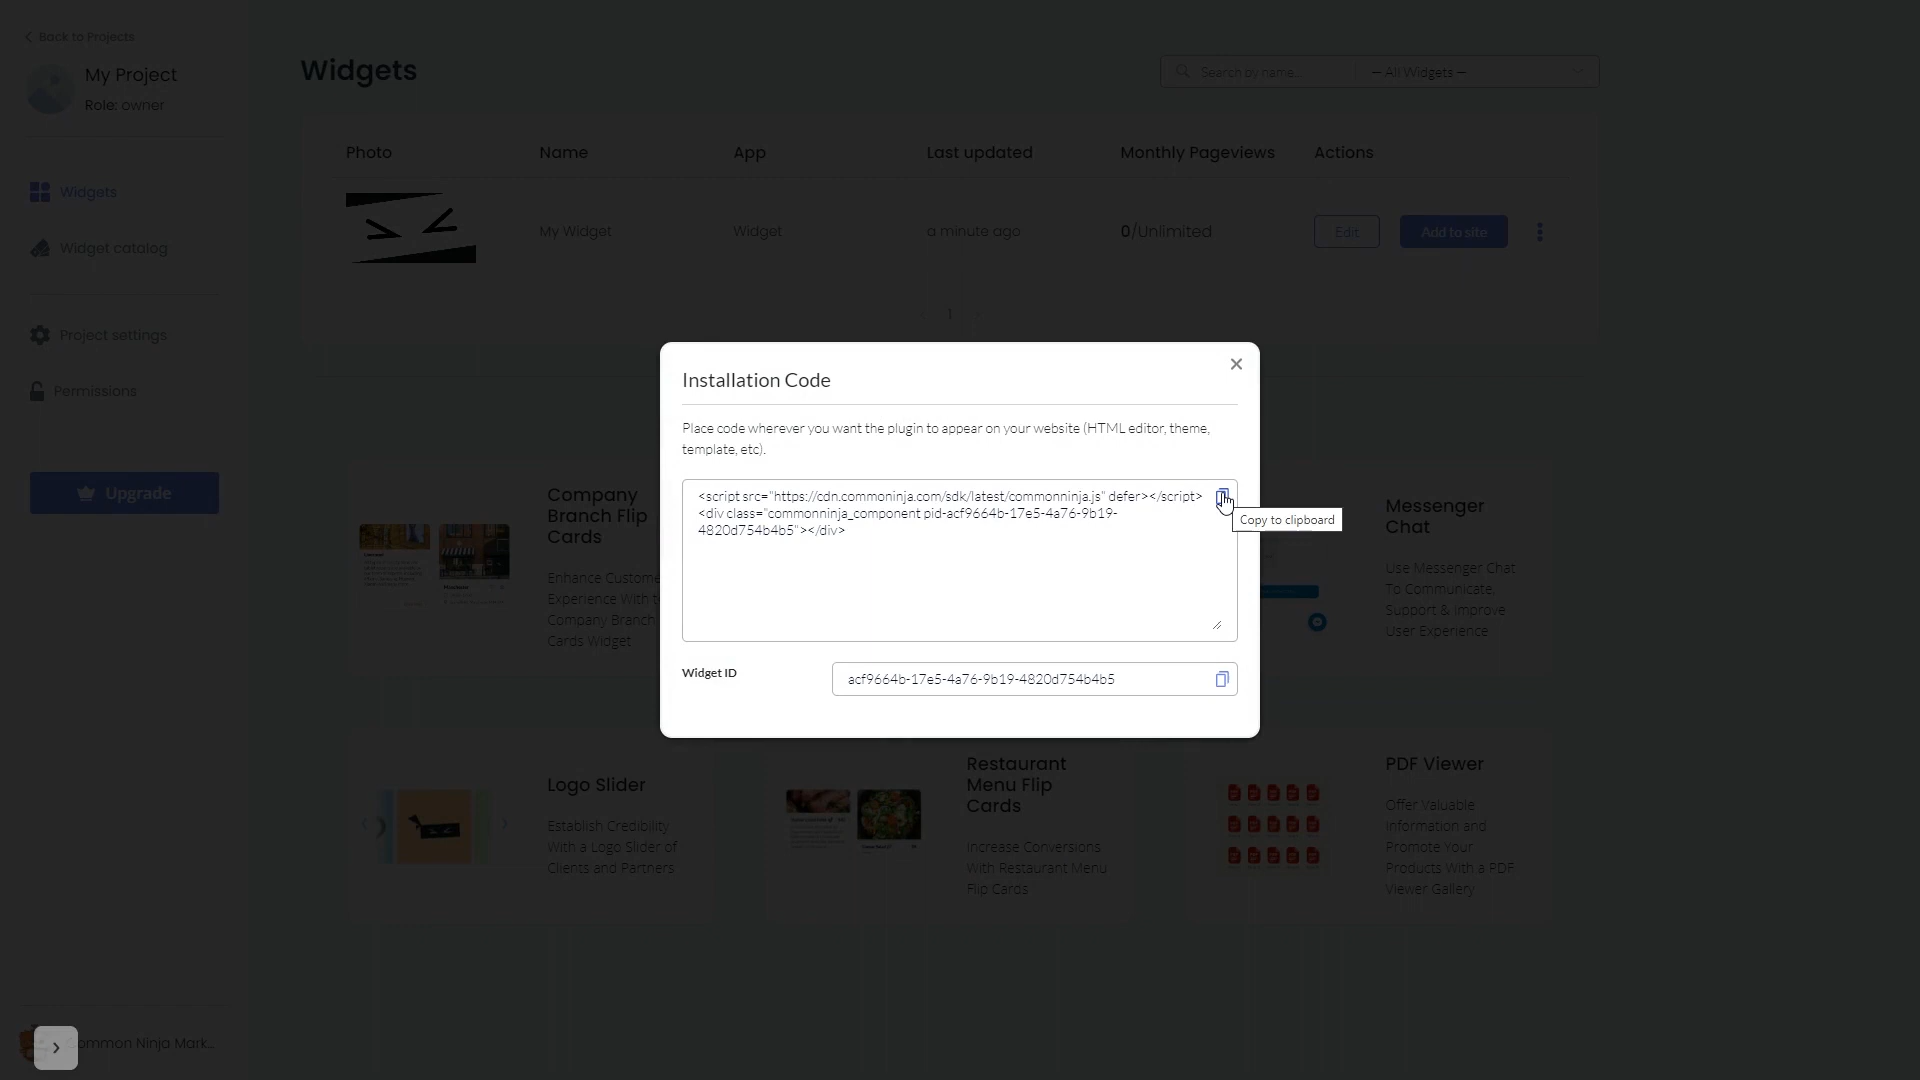 Back to Projects
My Project
Role: owner
Widgets
Widget catalog
Project settings
Permissions
Upgrade
ommon Ninja Mark...
Widgets
Search by name...
— All Widgets —
Photo
Name
App
Last updated
Monthly Pageviews
Actions
My Widget
Widget
a minute ago
0/Unlimited
Edit
Add to site
1
Installation Code
Place code wherever you want the plugin to appear on your website (HTML editor, theme,
template, etc).
<script src="https://cdn.commoninja.com/sdk/latest/commonninja.js" defer></script>
<div class="commonninja_component pid-acf9664b-17e5-4a76-9b19-
4820d754b4b5"></div>
Copy to clipboard
Widget ID
acf9664b-17e5-4a76-9b19-4820d754b4b5
Company
Branch Flip
Cards
Enhance Custome
Experience With
Company Branch
Cards Widget
Messenger
Chat
Use Messenger Chat
To Communicate,
Support & Improve
User Experience
Logo Slider
Establish Credibility
With a Logo Slider of
Clients and Partners
Restaurant
Menu Flip
Cards
Increase Conversions
With Restaurant Menu
Flip Cards
PDF Viewer
Offer Valuable
Information and
Promote Your
Products With a PDF
Viewer Gallery